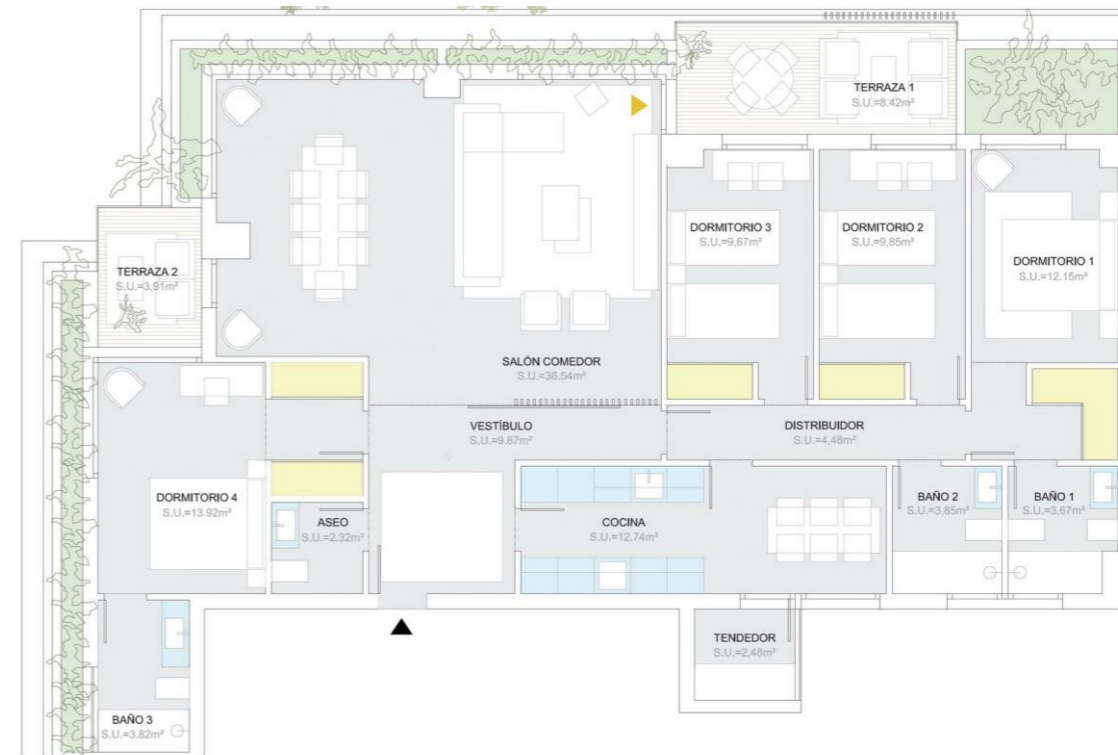 TERRAZA 1
S.U.=8.42m²
DORMITORIO 3
S.U.=9,67m²
DORMITORIO 2
S.U.=9,85m²
DORMITORIO 1
S.U.=12.15m²
TERRAZA 2
S.U.=3,91m²
SALÓN COMEDOR
S.U.=36.54m²
VESTÍBULO
S.U.=9.87m²
DISTRIBUIDOR
S.U.=4,48m²
DORMITORIO 4
S.U.=13.92m²
ASEO
S.U.=2.32m²
COCINA
S.U.=12,74m²
BAÑO 2
S.U.=3,85m²
BAÑO 1
S.U.=3,67m²
TENDEDOR
S.U.=2,48m²
BAÑO 3
S.U.=3.82m²